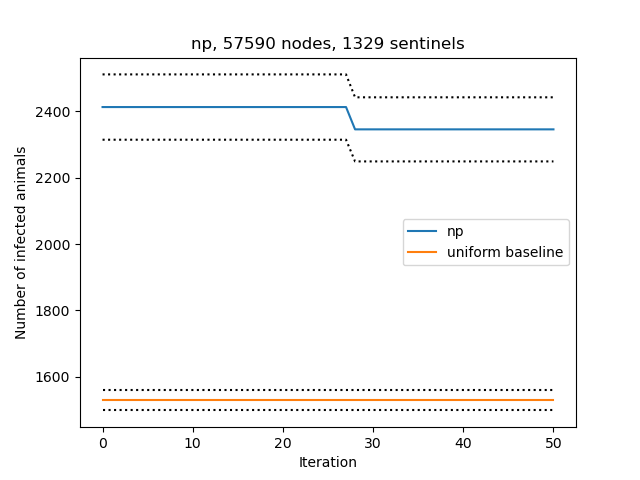 np, 57590 nodes, 1329 sentinels
Number of infected animals
2400
2200
2000
1800
1600
np
uniform baseline
0 10 20 30 40 50
Iteration